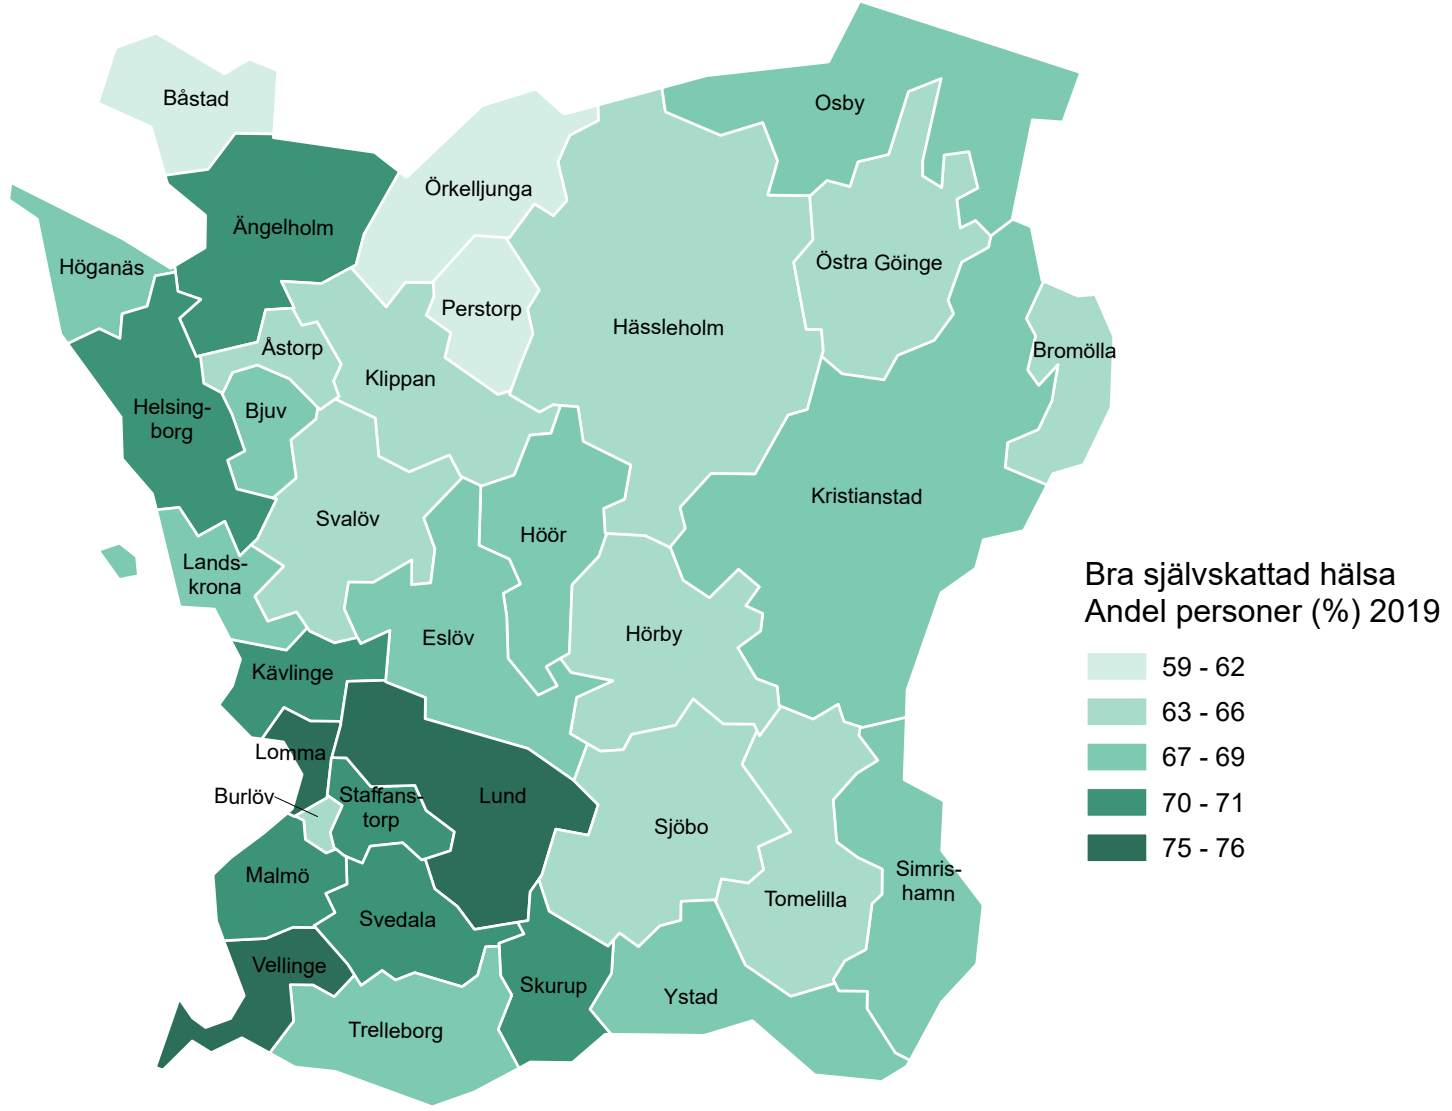 Båstad
Osby
Örkelljunga
Ängelholm
Östra Göinge
Höganäs
Perstorp
Hässleholm
Åstorp
Bromölla
Klippan
Helsing-
borg
Bjuv
Kristianstad
Svalöv
Höör
Lands-
krona
Hörby
Eslöv
Kävlinge
Lomma
Burlöv
Staffans-
torp
Lund
Sjöbo
Malmö
Simris-
hamn
Tomelilla
Svedala
Vellinge
Skurup
Ystad
Trelleborg
Bra självskattad hälsa
Andel personer (%) 2019
59 - 62
63 - 66
67 - 69
70 - 71
75 - 76